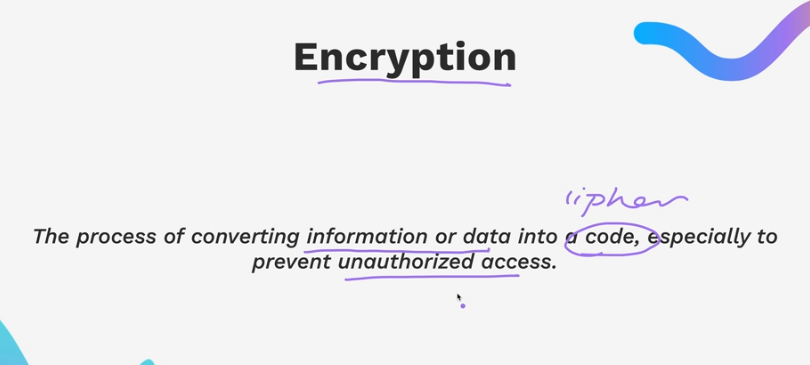 Encryption
cipher
The process of converting information or data into a code, especially to
prevent unauthorized access.